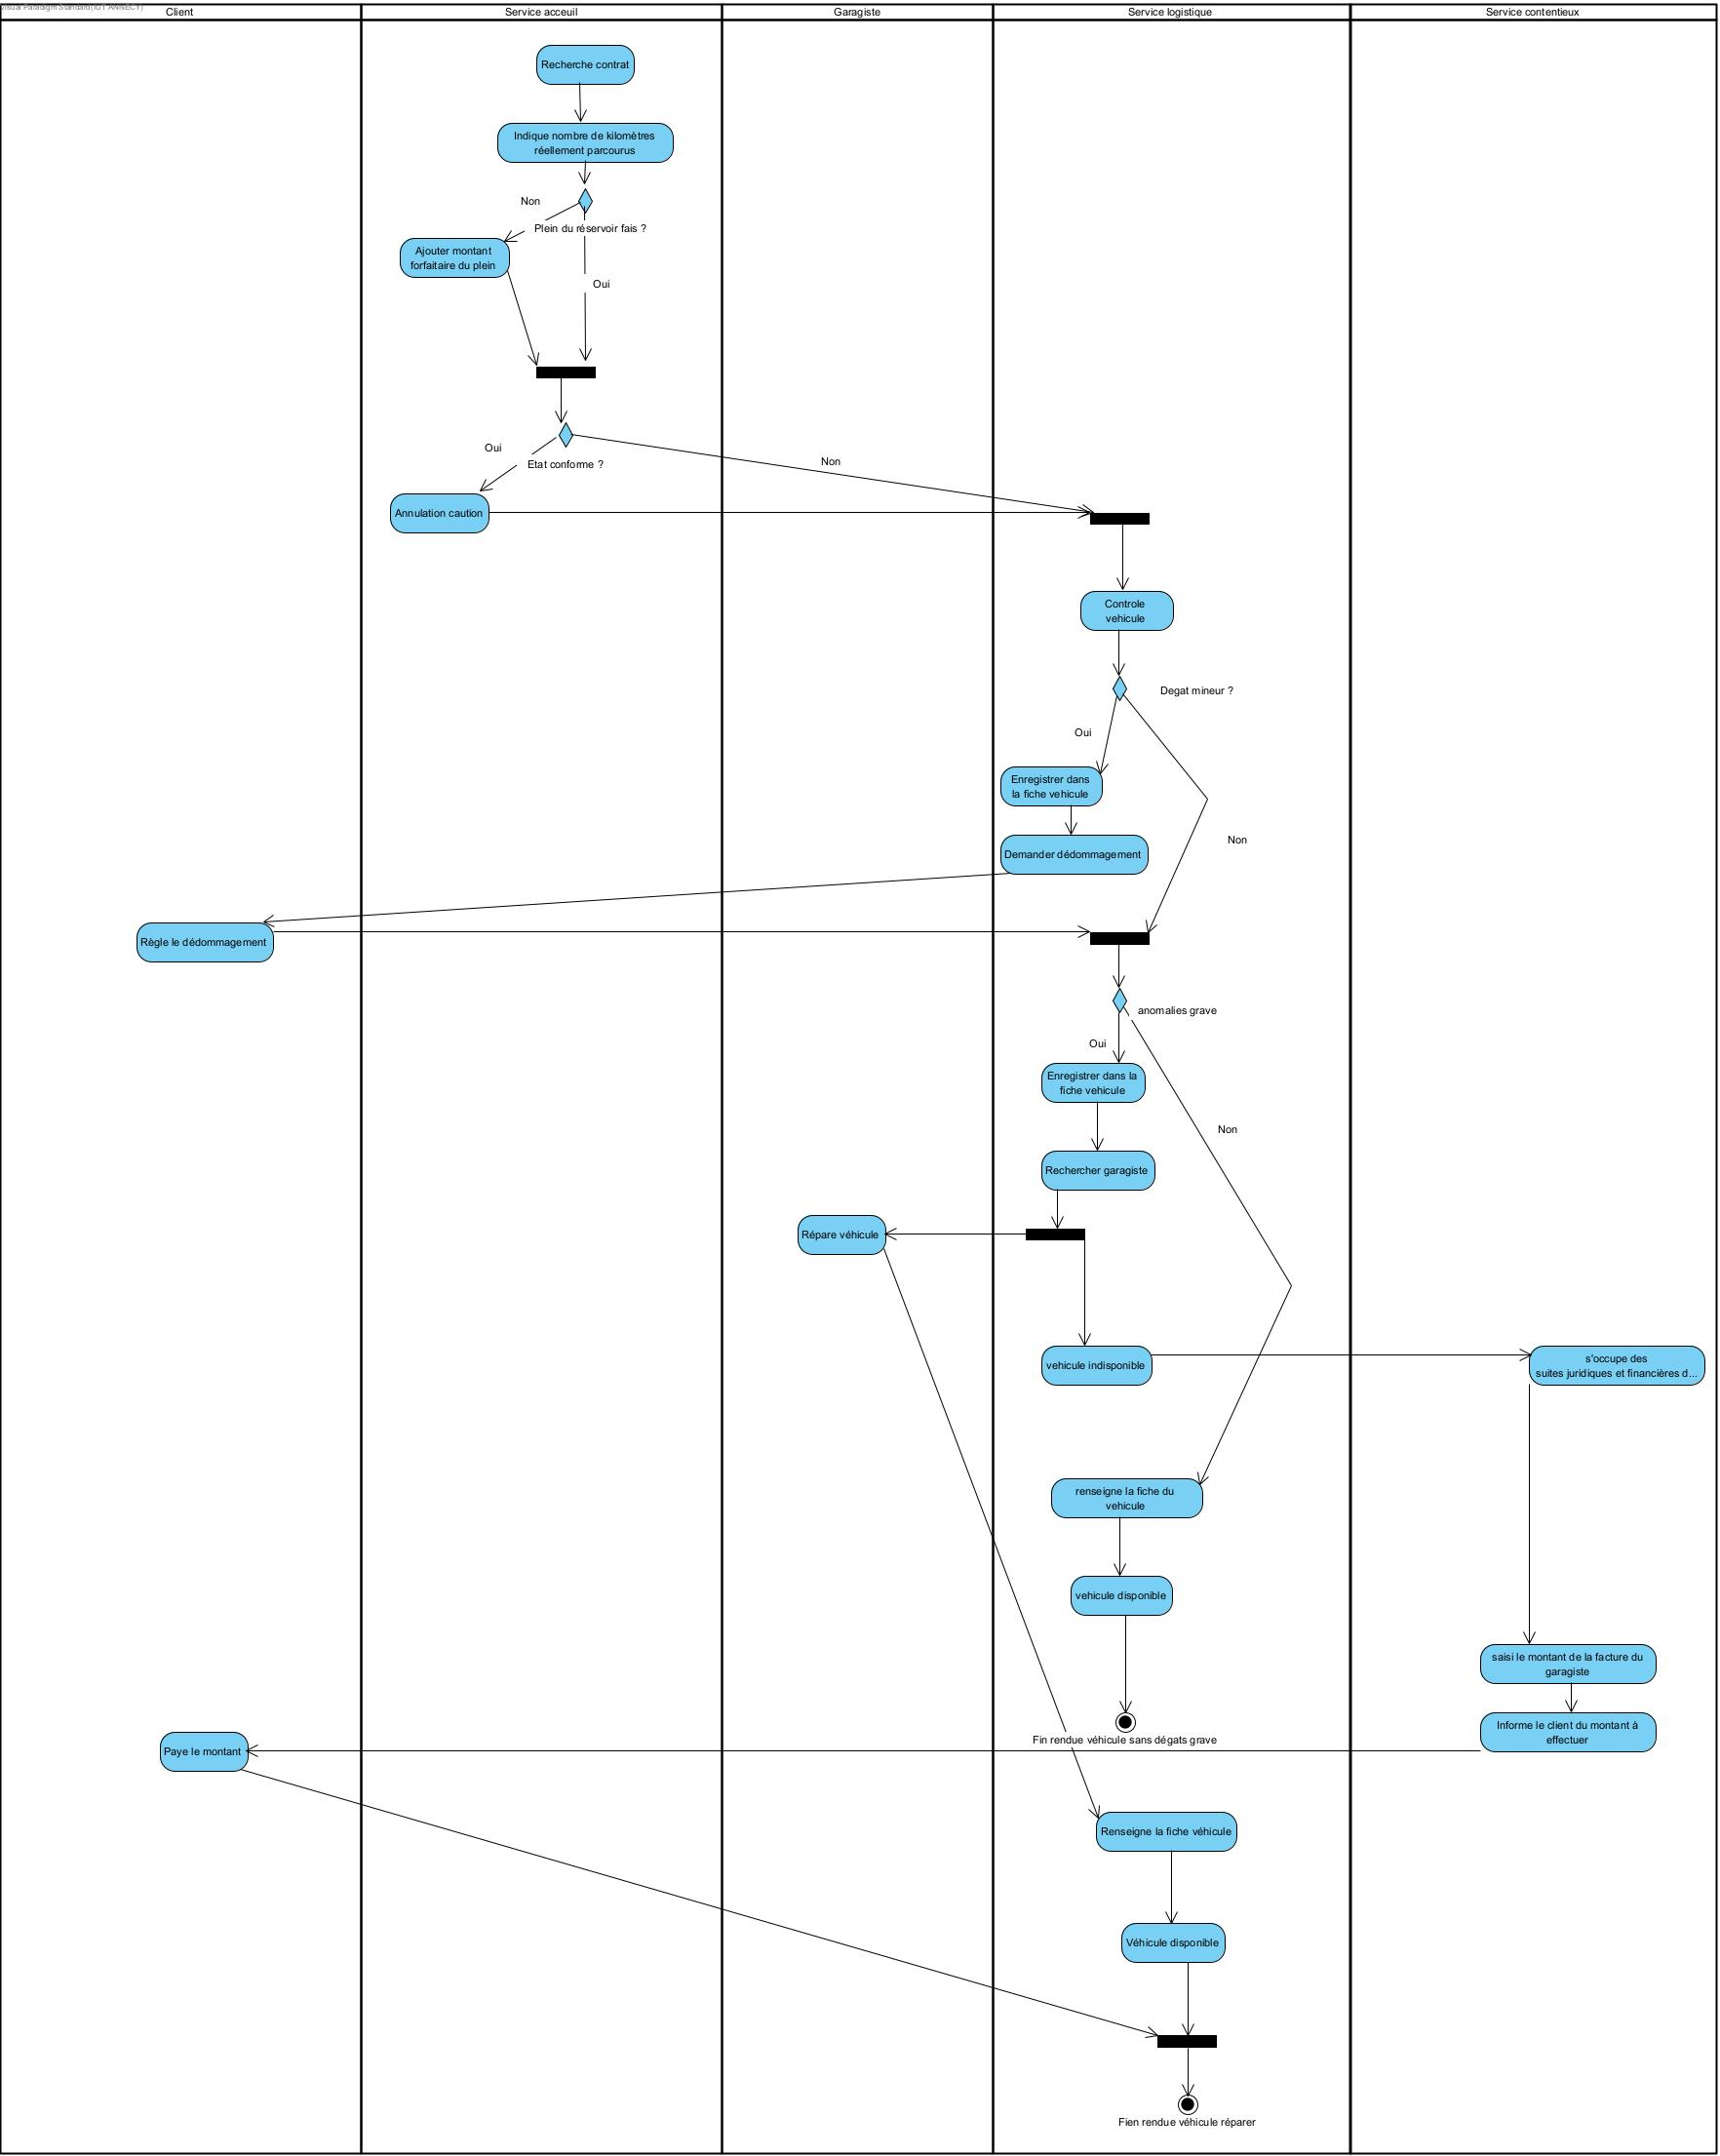 Visual Paradigm Standard(IUT ANNECY)
Client
Service acceuil
Garagiste
Service logistique
Service contentieux
Recherche contrat
Indique nombre de kilomètres
réellement parcourus
Non
Plein du réservoir fais ?
Ajouter montant
forfaitaire du plein
Oui
Oui
Etat conforme ?
Non
Annulation caution
Controle
vehicule
Degat mineur ?
Oui
Enregistrer dans
la fiche vehicule
Non
Demander dédommagement
Règle le dédommagement
anomalies grave
Oui
Enregistrer dans la
fiche vehicule
Non
Rechercher garagiste
Répare véhicule
vehicule indisponible
s'occupe des
suites juridiques et financières d...
renseigne la fiche du
vehicule
vehicule disponible
saisi le montant de la facture du
garagiste
Informe le client du montant à
effectuer
Fin rendue véhicule sans dégats grave
Paye le montant
Renseigne la fiche véhicule
Véhicule disponible
Fien rendue véhicule réparer